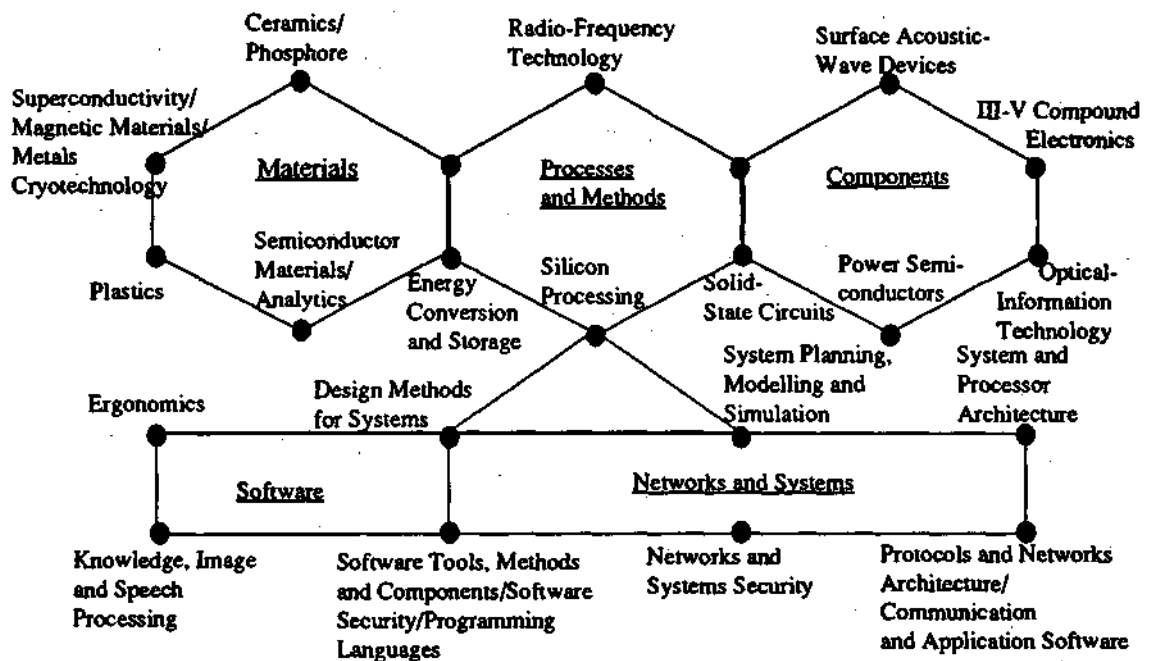 Ceramics/
Phosphore
Radio-Frequency
Technology
Surface Acoustic-
Wave Devices
Superconductivity/
Magnetic Materials/
Metals
Cryotechnology
III-V Compound
Electronics
Materials
Processes
and Methods
Components
Plastics
Semiconductor
Materials/
Analytics
Energy
Conversion
and Storage
Silicon
Processing
Solid-
State Circuits
Power Semi-
conductors
Optical-
Information
Technology
Ergonomics
Design Methods
for Systems
System Planning,
Modelling and
Simulation
System and
Processor
Architecture
Software
Networks and Systems
Knowledge, Image
and Speech
Processing
Software Tools, Methods
and Components/Software
Security/Programming
Languages
Networks and
Systems Security
Protocols and Networks
Architecture/
Communication
and Application Software